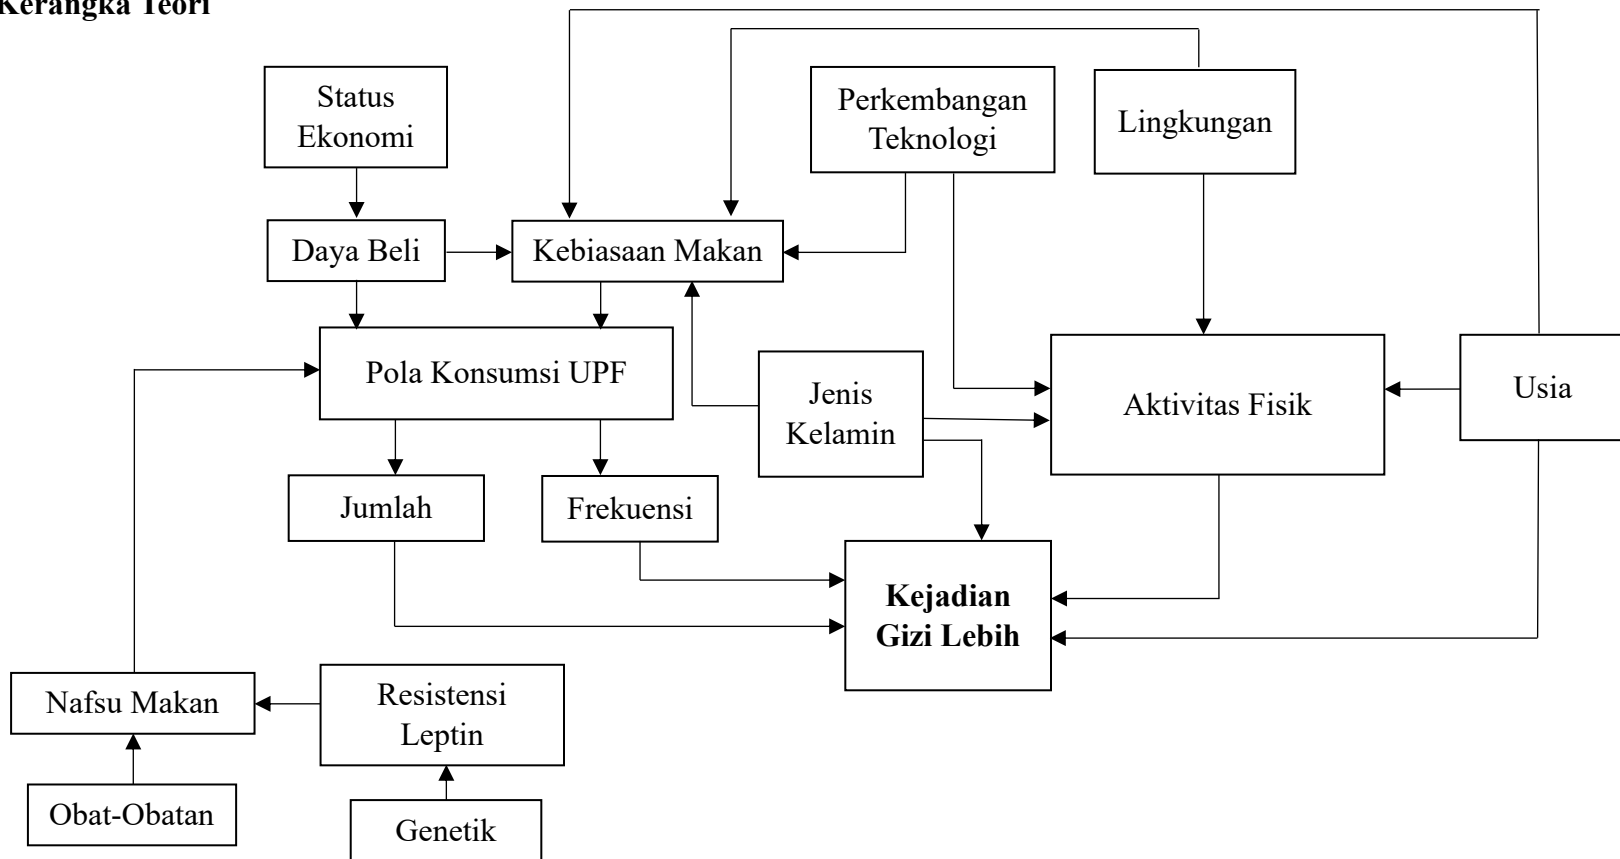 Kerangka Teori
Status
Ekonomi
Perkembangan
Teknologi
Lingkungan
Daya Beli
Kebiasaan Makan
Pola Konsumsi UPF
Jenis
Kelamin
Aktivitas Fisik
Usia
Jumlah
Frekuensi
Kejadian
Gizi Lebih
Nafsu Makan
Resistensi
Leptin
Obat-Obatan
Genetik